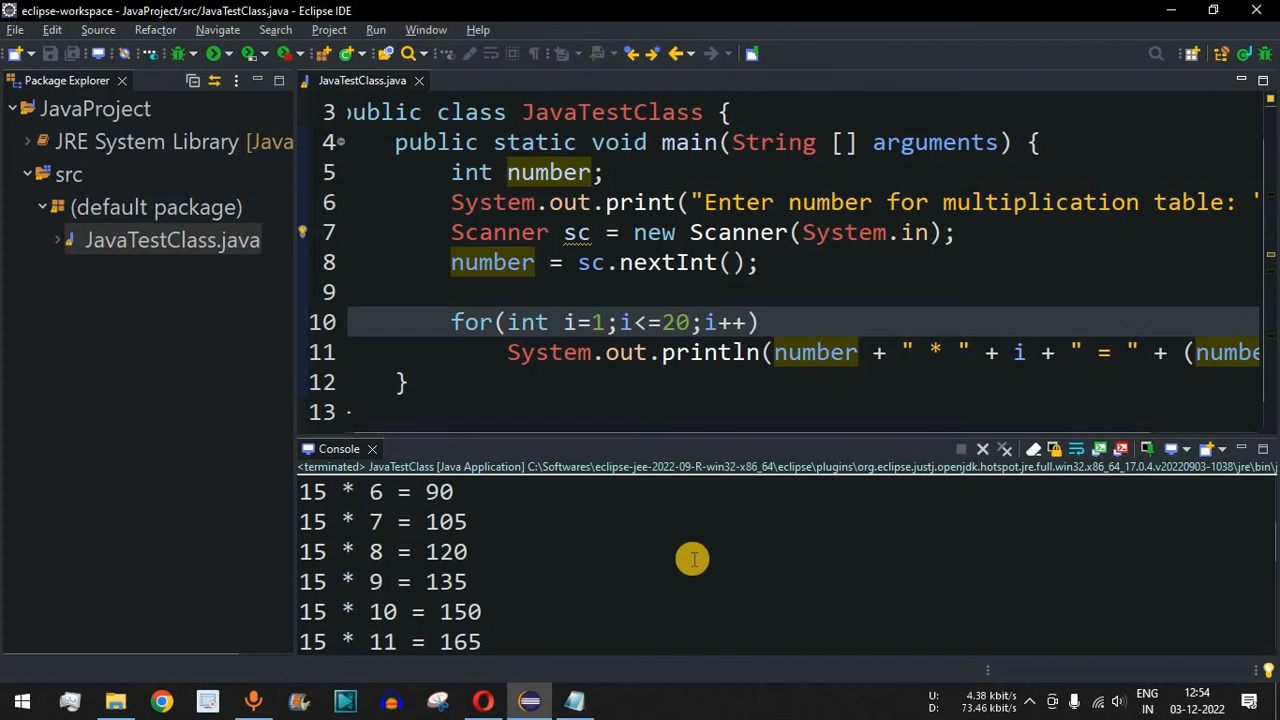 eclipse-workspace - JavaProject/src/JavaTestClass.java - Eclipse IDE
File Edit Source Refactor Navigate Search Project Run Window Help
Package Explorer
JavaTestClass.java
JavaProject
JRE System Library [Java
src
(default package)
JavaTestClass.java
3 public class JavaTestClass {
4 public static void main(String [] arguments) {
5 int number;
6 System.out.print("Enter number for multiplication table: "
7 Scanner sc = new Scanner(System.in);
8 number = sc.nextInt();
9
10 for(int i=1;i<=20;i++)
11 System.out.println(number + " * " + i + " = " + (numbe
12 }
13
Console
<terminated> JavaTestClass [Java Application] C:\Softwares\eclipse-jee-2022-09-R-win32-x86_64\eclipse\plugins\org.eclipse.justj.openjdk.hotspot.jre.full.win32.x86_64_17.0.4.v20220903-1038\jre\bin\j
15 * 6 = 90
15 * 7 = 105
15 * 8 = 120
15 * 9 = 135
15 * 10 = 150
15 * 11 = 165
U: 4.38 kbit/s
D: 73.46 kbit/s
ENG
IN
12:54
03-12-2022